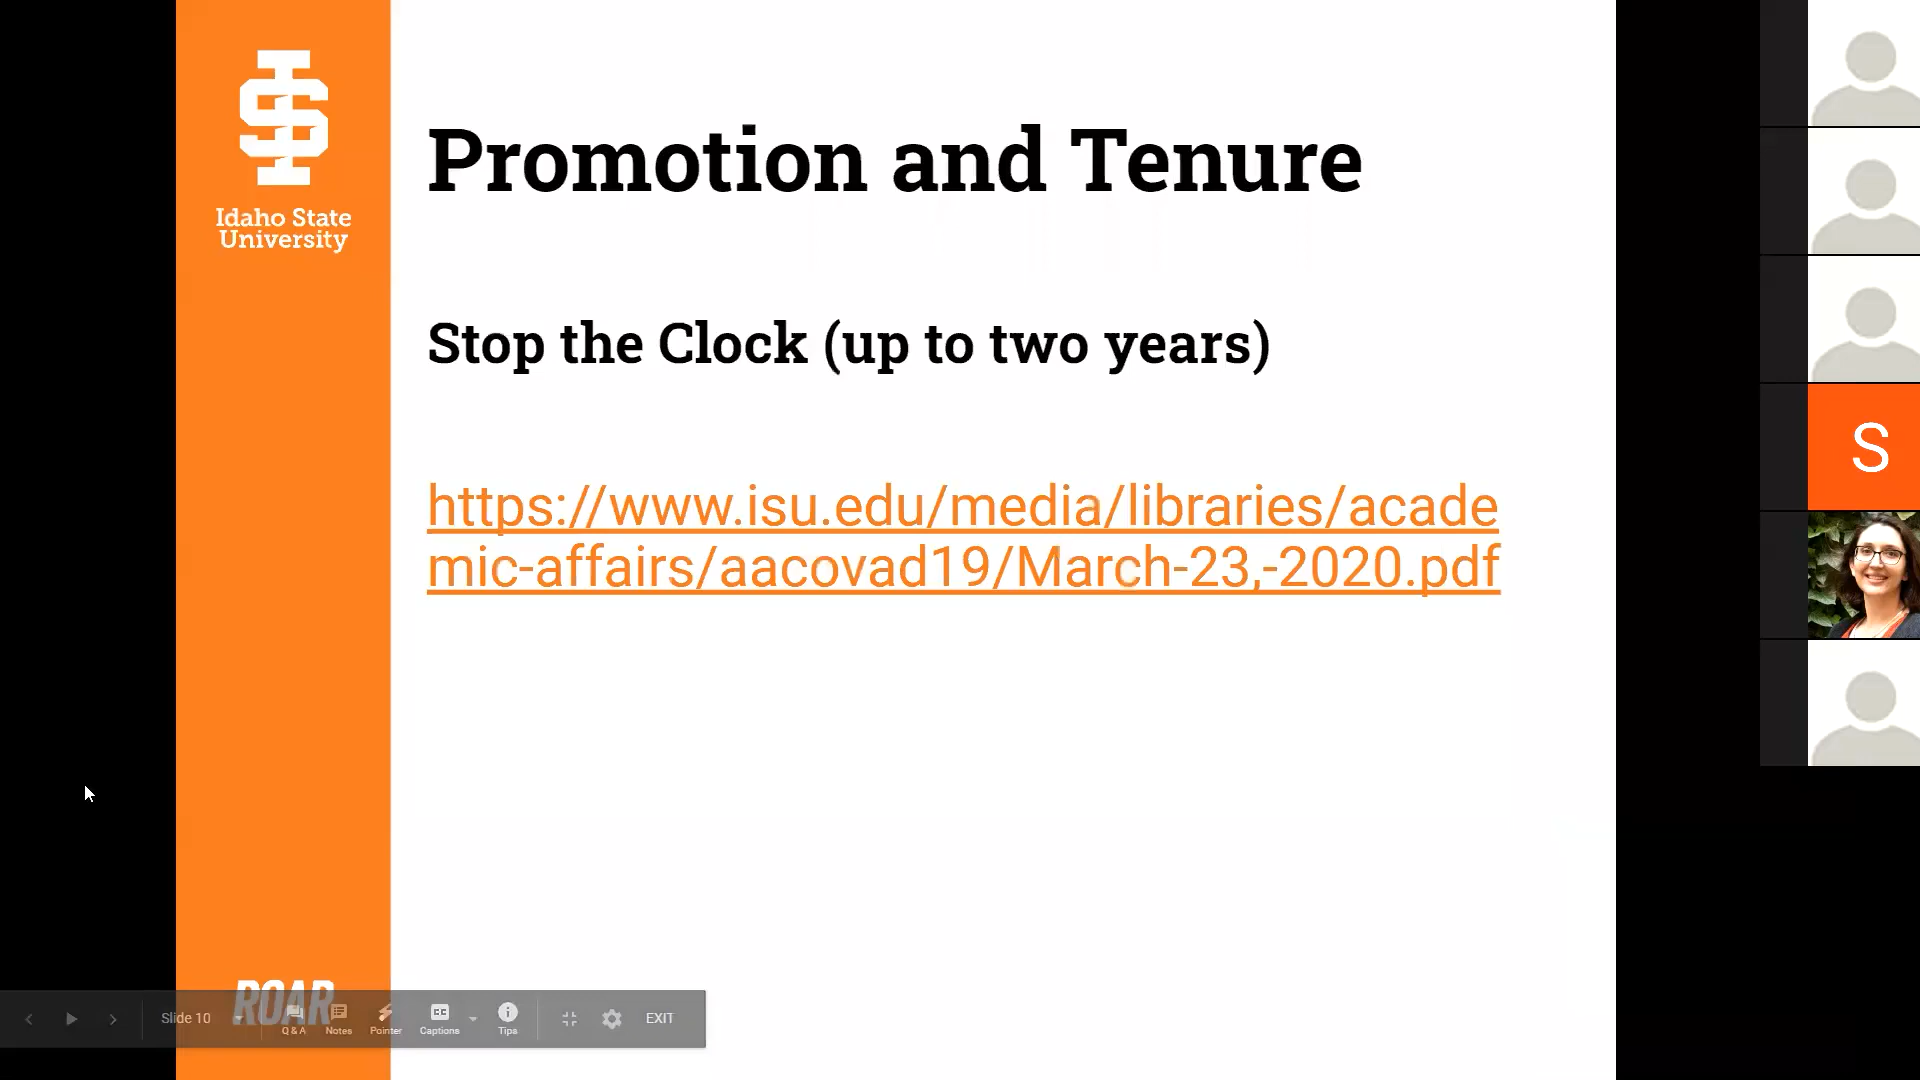 Idaho State
University
Promotion and Tenure
Stop the Clock (up to two years)
https://www.isu.edu/media/libraries/acade
mic-affairs/aacovad19/March-23,-2020.pdf
S
ROAR
Slide 10
Q & A
Notes
Pointer
Captions
Tips
EXIT